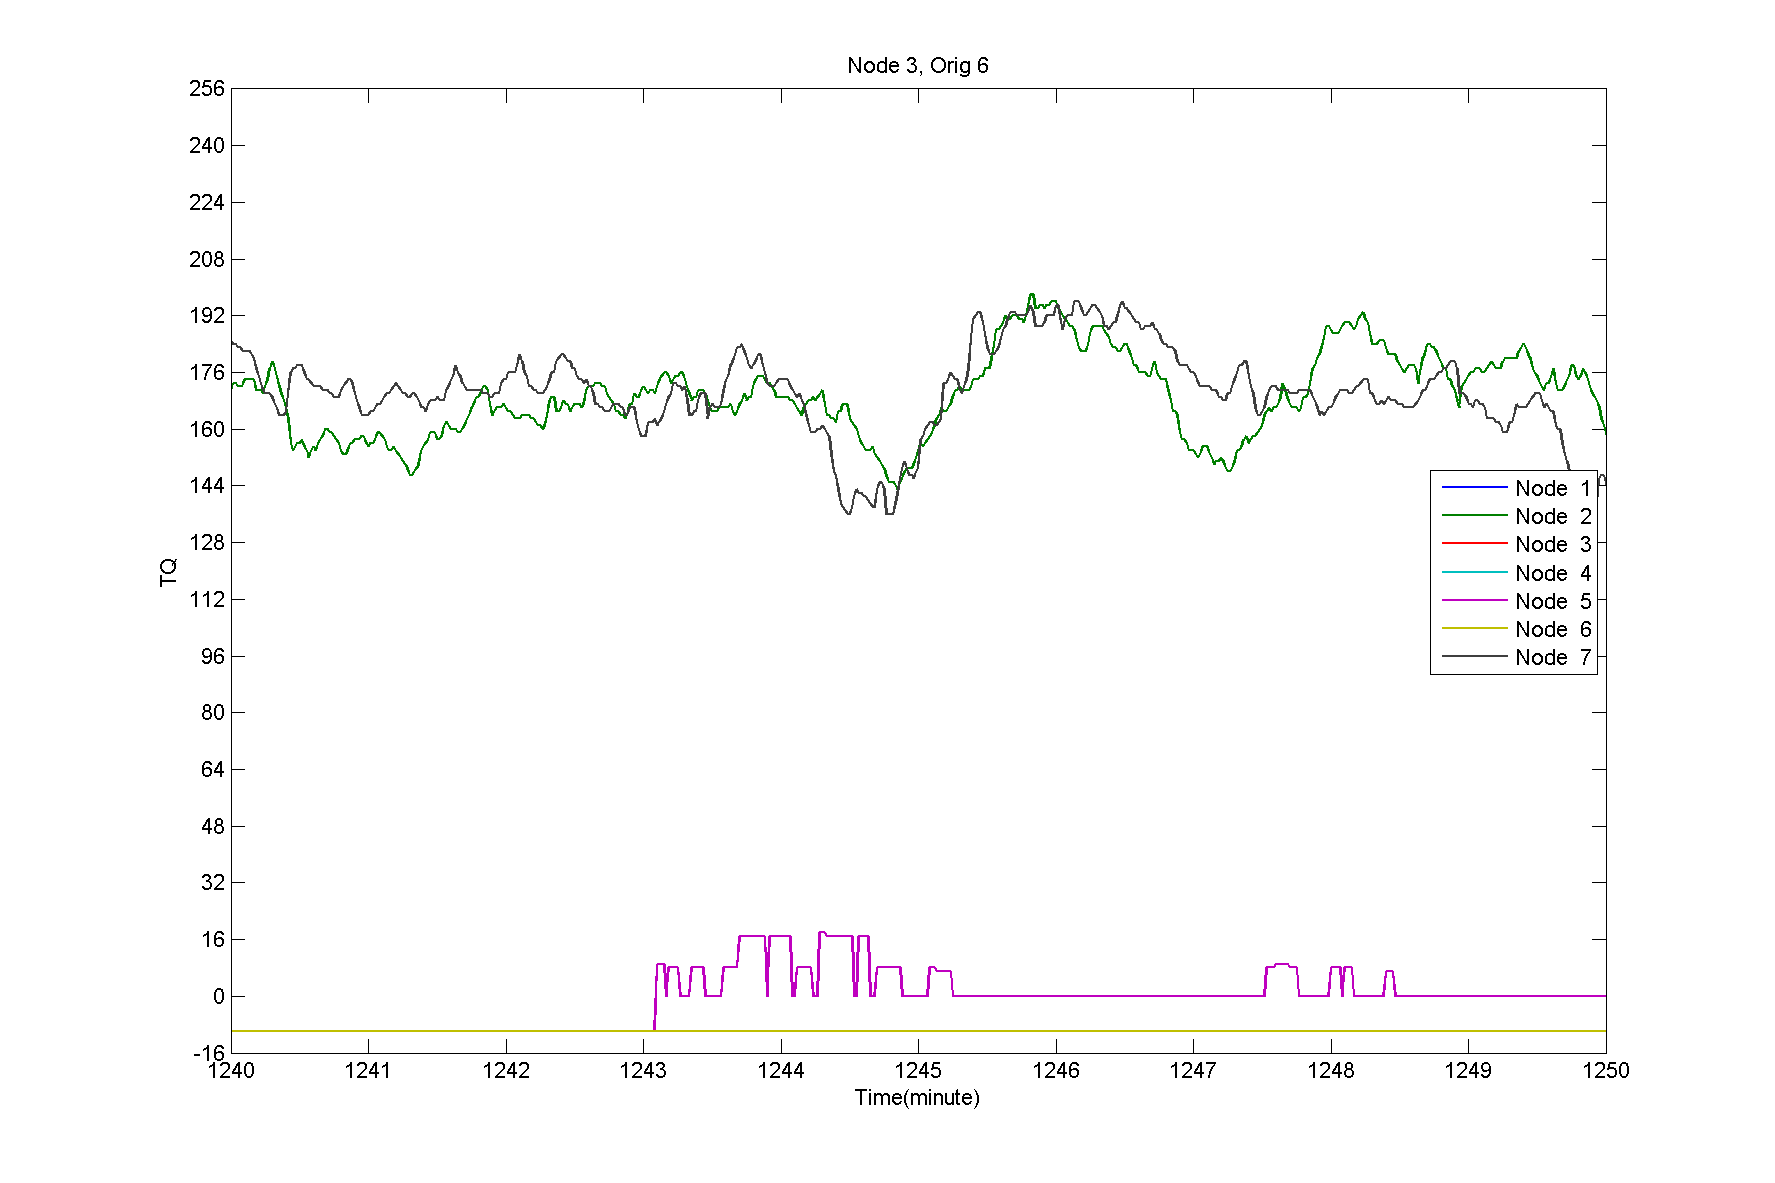 Node 3, Orig 6
256
240
224
208
192
176
160
144
128
112
96
80
64
48
32
16
0
-16
TQ
Node 1
Node 2
Node 3
Node 4
Node 5
Node 6
Node 7
1240 1241 1242 1243 1244 1245 1246 1247 1248 1249 1250
Time(minute)